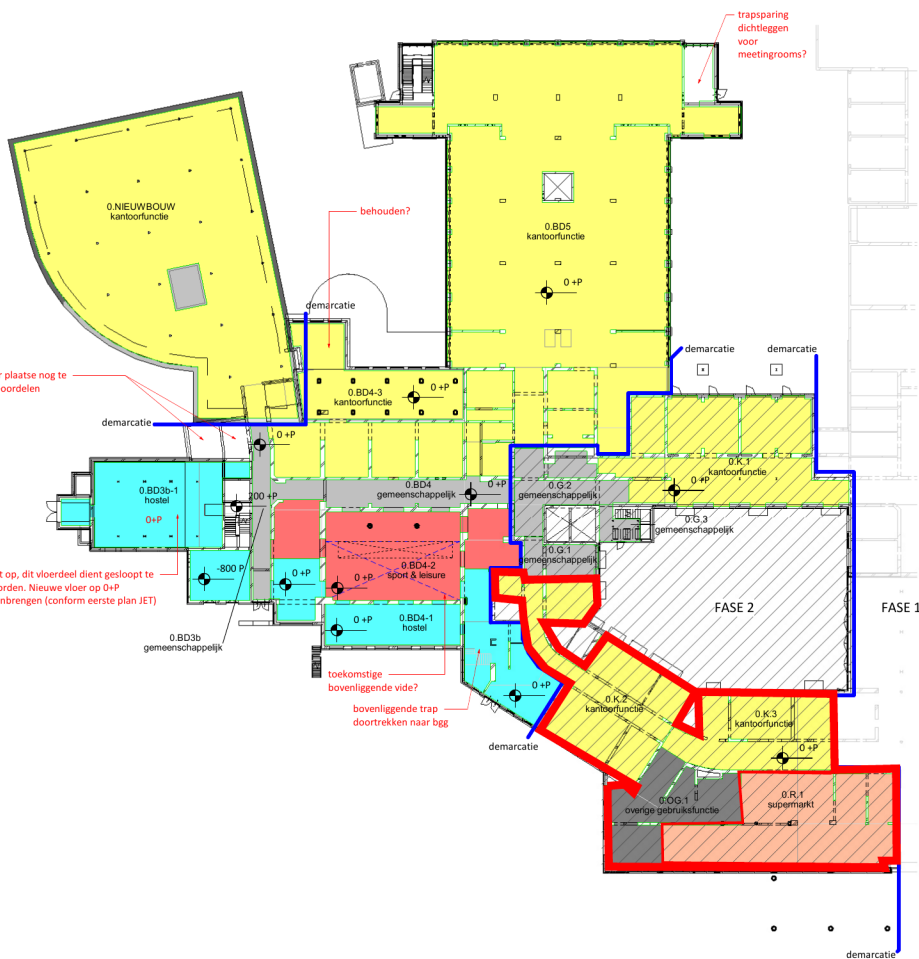 trapsparing
dichtleggen
voor
meetingrooms?
0.NIEUWBOUW
kantoorfunctie
behouden?
0.BD5
kantoorfunctie
0 +P
demarcatie
demarcatie
demarcatie
plaatse nog te
oordelen
0.BD4-3
kantoorfunctie
0 +P
demarcatie
0 +P
0.K.1
kantoorfunctie
0 +P
0.BD3b-1
hostel
0+P
200 +P
0.BD4
gemeenschappelijk
0 +P
0.G.2
gemeenschappelijk
0.G.3
gemeenschappelijk
0.G.1
gemeenschappelijk
op, dit vloerdeel dient gesloopt te
orden. Nieuwe vloer op 0+P
nbrengen (conform eerste plan JET)
-800 P
0 +P
0 +P
0.BD4-2
sport & leisure
FASE 2
FASE 1
0.BD3b
gemeenschappelijk
0 +P
0.BD4-1
hostel
toekomstige
bovenliggende vide?
bovenliggende trap
doortrekken naar bgg
0 +P
demarcatie
0.K.2
kantoorfunctie
0.K.3
kantoorfunctie
0 +P
0.OG.1
overige gebruiksfunctie
0.R.1
supermarkt
demarcatie